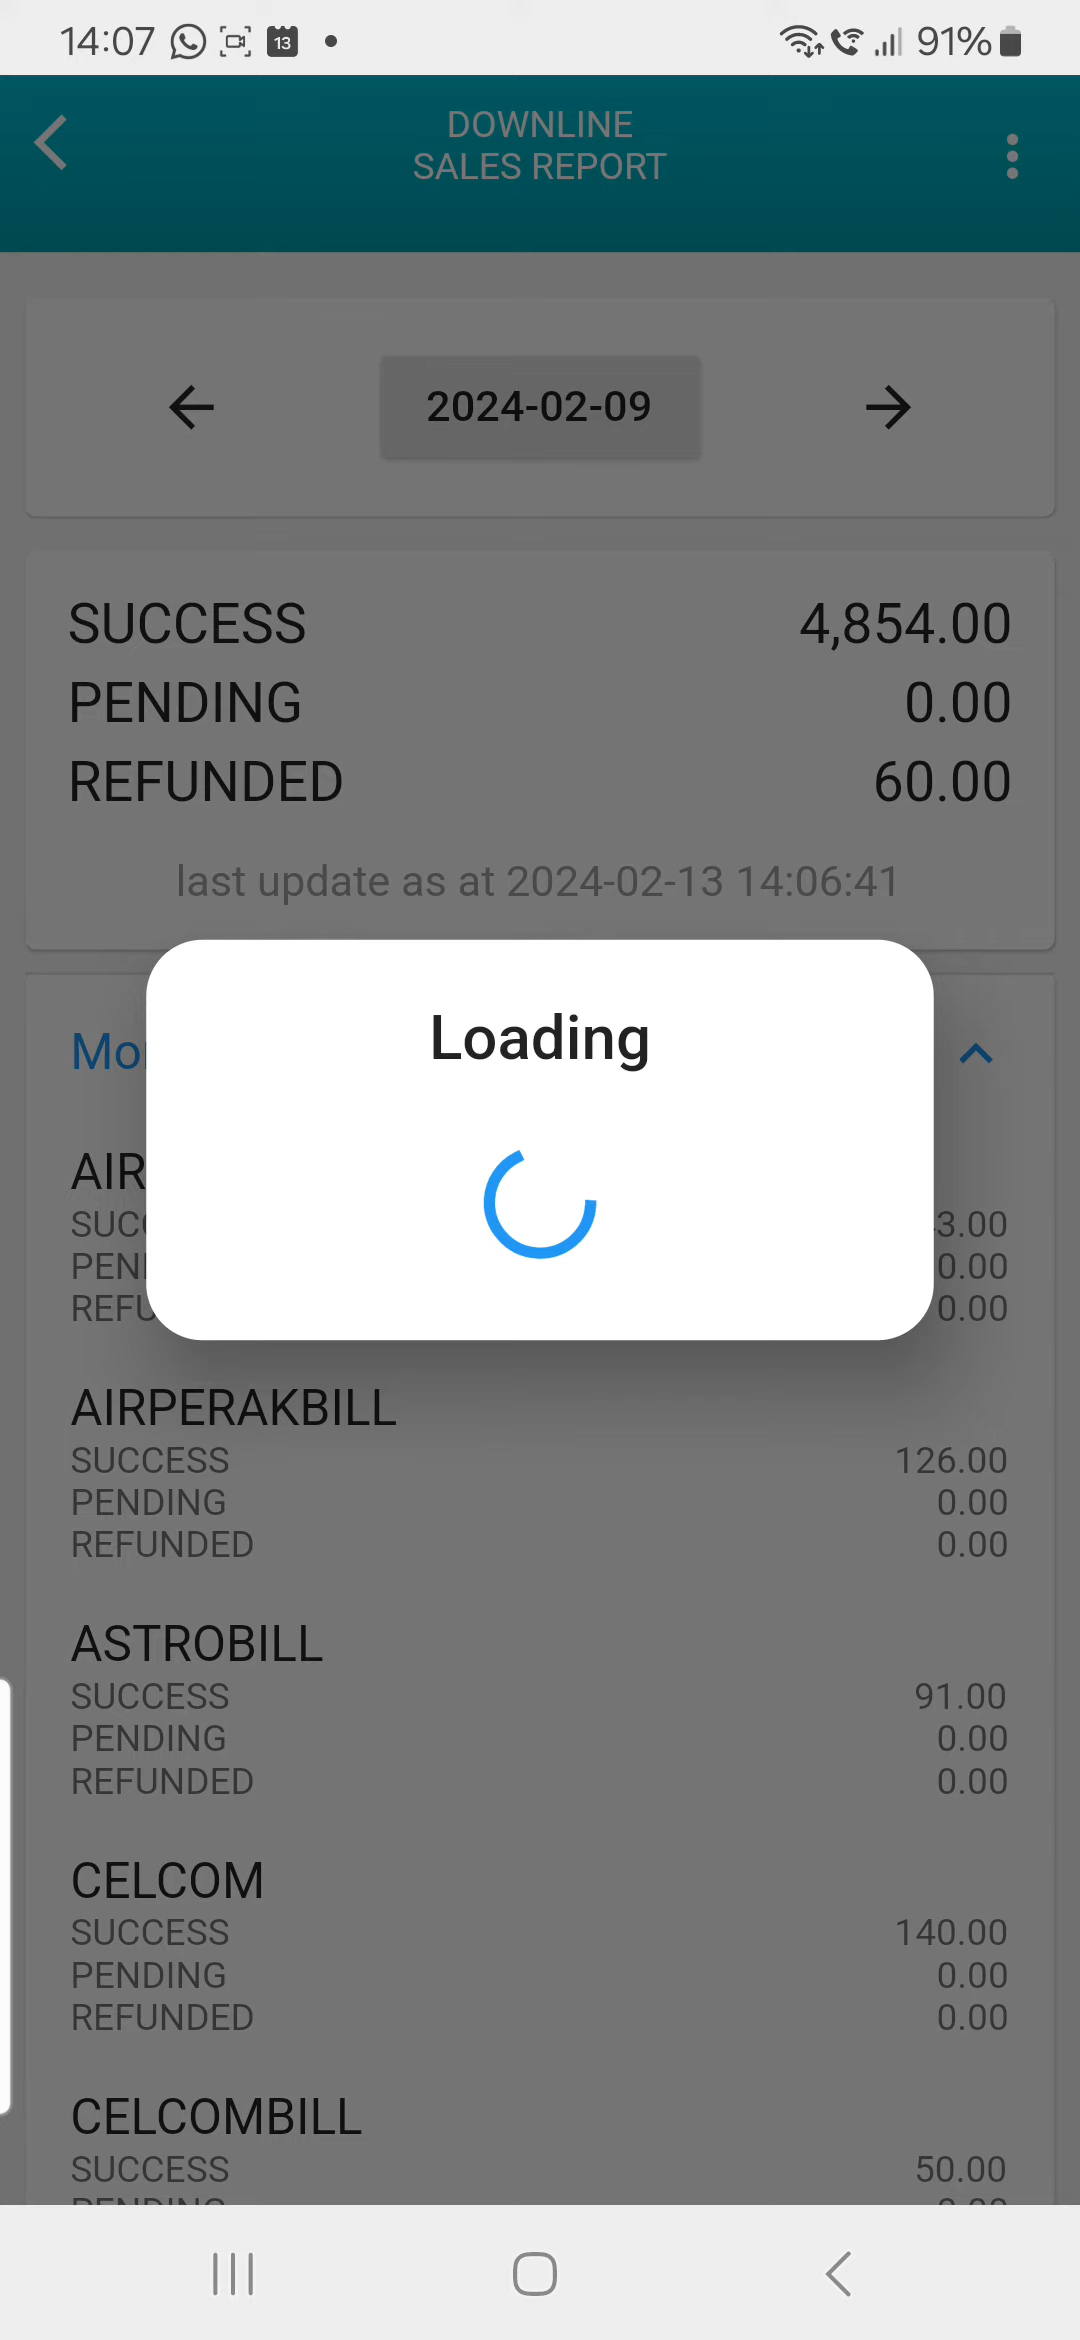 14:07 13 91%
DOWNLINE
SALES REPORT
2024-02-09
SUCCESS 4,854.00
PENDING 0.00
REFUNDED 60.00
last update as at 2024-02-13 14:06:41
Loading
AIRPERAKBILL
SUCCESS 126.00
PENDING 0.00
REFUNDED 0.00
ASTROBILL
SUCCESS 91.00
PENDING 0.00
REFUNDED 0.00
CELCOM
SUCCESS 140.00
PENDING 0.00
REFUNDED 0.00
CELCOMBILL
SUCCESS 50.00